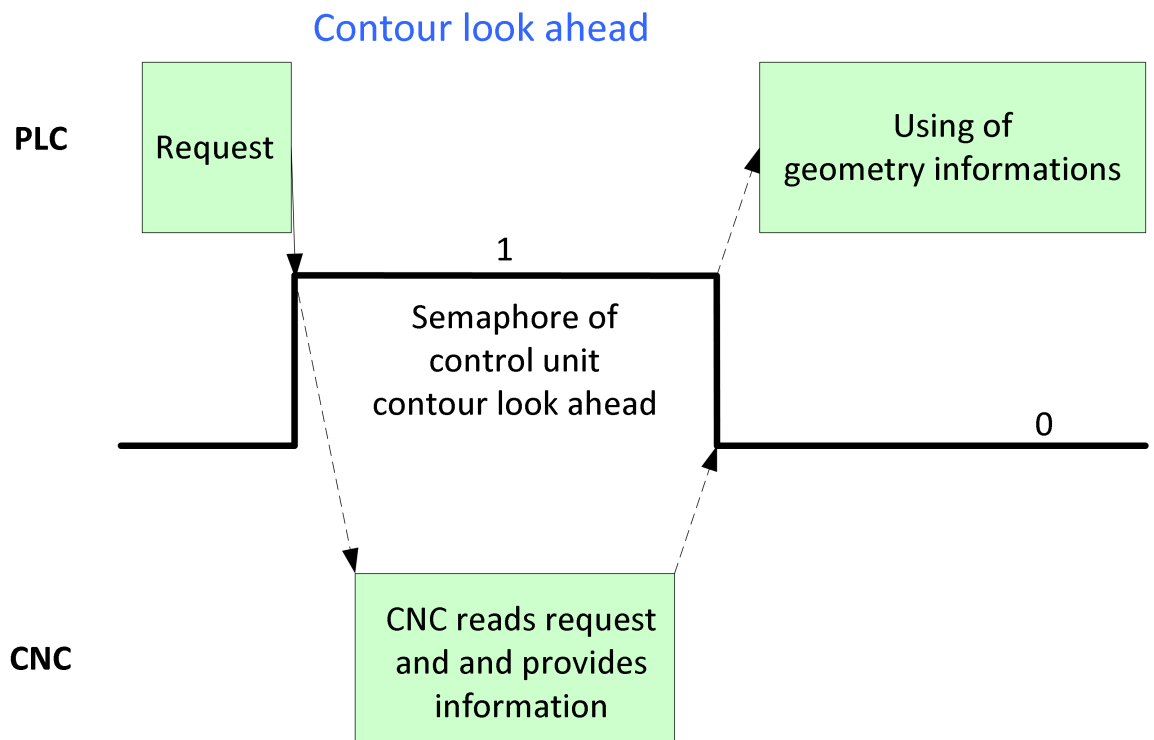 Contour look ahead
PLC
Request
Using of
geometry informations
1
Semaphore of
control unit
contour look ahead
0
CNC
CNC reads request
and and provides
information